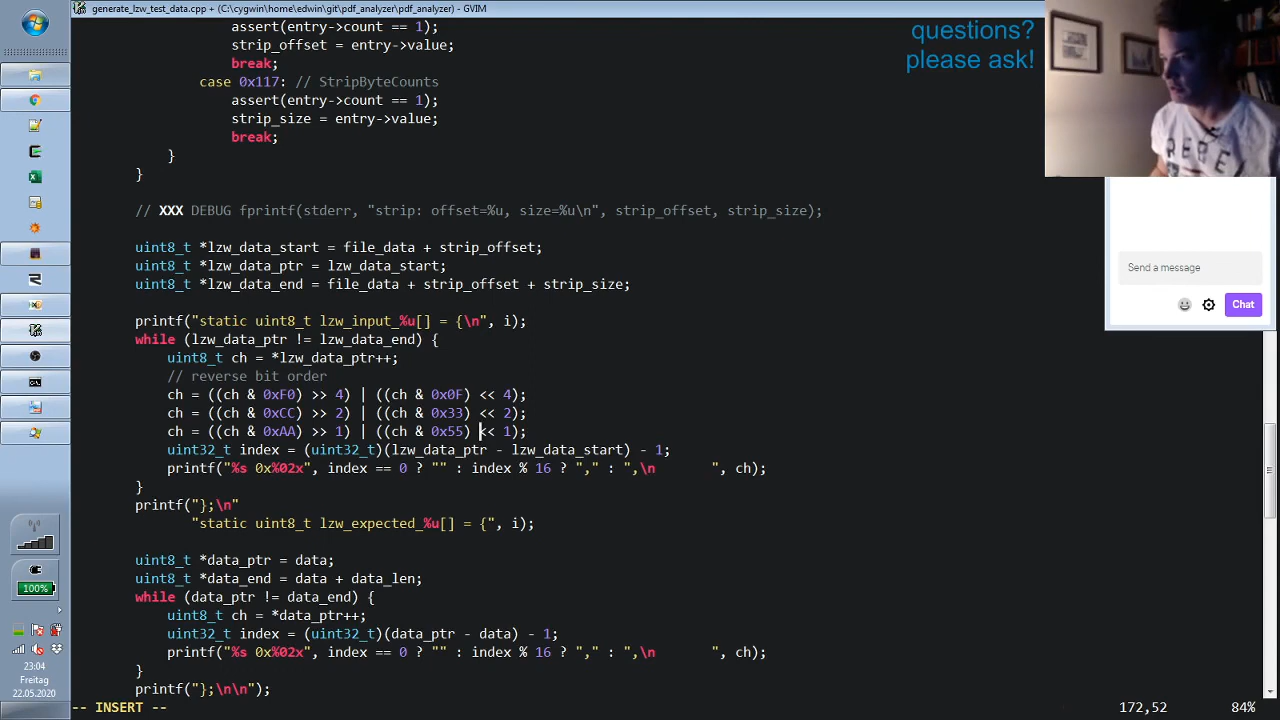 generate_lzw_test_data.cpp + (C:\cygwin\home\edwin\git\pdf_analyzer\pdf_analyzer) - GVIM
assert(entry->count == 1);
strip_offset = entry->value;
break;
case 0x117: // StripByteCounts
assert(entry->count == 1);
strip_size = entry->value;
break;
}
}
// XXX DEBUG fprintf(stderr, "strip: offset=%u, size=%u\n", strip_offset, strip_size);
uint8_t *lzw_data_start = file_data + strip_offset;
uint8_t *lzw_data_ptr = lzw_data_start;
uint8_t *lzw_data_end = file_data + strip_offset + strip_size;
printf("static uint8_t lzw_input_%u[] = {\n", i);
while (lzw_data_ptr != lzw_data_end) {
uint8_t ch = *lzw_data_ptr++;
// reverse bit order
ch = ((ch & 0xF0) >> 4) | ((ch & 0x0F) << 4);
ch = ((ch & 0xCC) >> 2) | ((ch & 0x33) << 2);
ch = ((ch & 0xAA) >> 1) | ((ch & 0x55) << 1);
uint32_t index = (uint32_t)(lzw_data_ptr - lzw_data_start) - 1;
printf("%s 0x%02x", index == 0 ? "" : index % 16 ? "," : ",\n       ", ch);
}
printf("};\n"
"static uint8_t lzw_expected_%u[] = {", i);
uint8_t *data_ptr = data;
uint8_t *data_end = data + data_len;
while (data_ptr != data_end) {
uint8_t ch = *data_ptr++;
uint32_t index = (uint32_t)(data_ptr - data) - 1;
printf("%s 0x%02x", index == 0 ? "" : index % 16 ? "," : ",\n       ", ch);
}
printf("};\n\n");
-- INSERT --
172,52
84%
questions?
please ask!
Send a message
Chat
100%
23:04
Freitag
22.05.2020